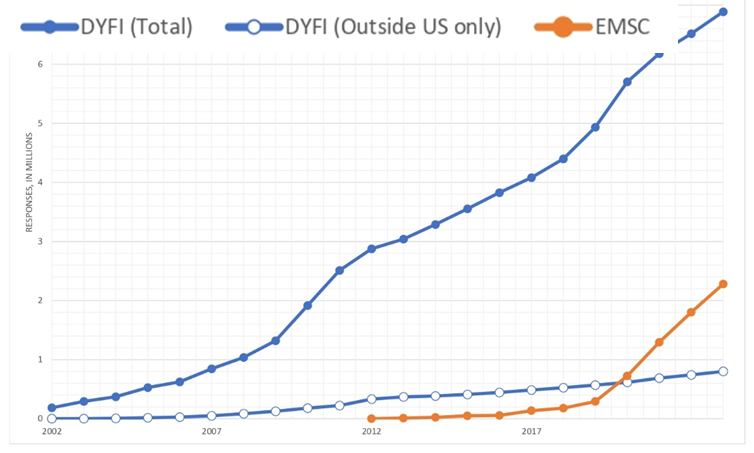 DYFI (Total) DYFI (Outside US only) EMSC
6
5
4
3
2
1
0
RESPONSES, IN MILLIONS
2002 2007 2012 2017